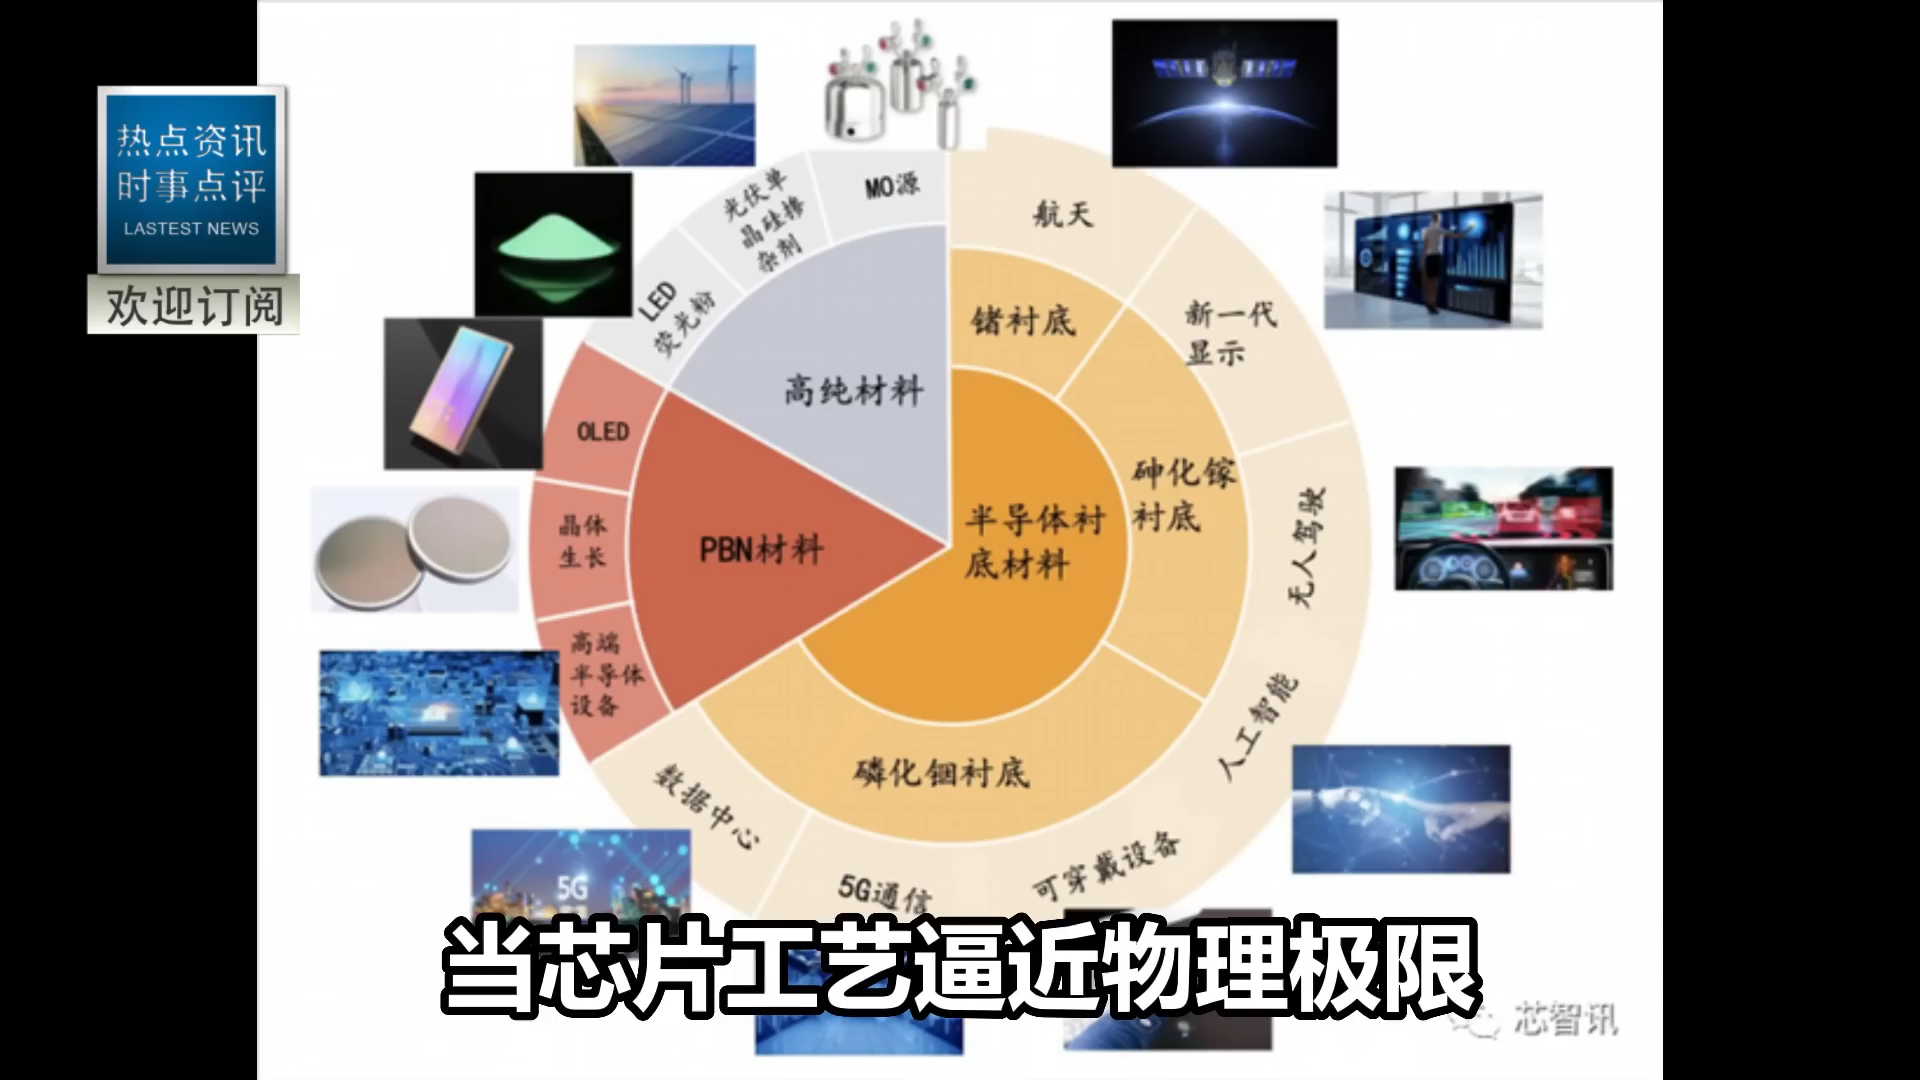 热点资讯
时事点评
LASTEST NEWS
欢迎订阅
MO源
光伏单
晶硅掺
杂剂
LED
荧光粉
高纯材料
OLED
晶体
生长
高端
半导体
设备
PBN材料
航天
锗衬底
新一代
显示
砷化镓
衬底
半导体衬
底材料
无人驾驶
人工智能
磷化铟衬底
数据中心
5G通信
可穿戴设备
5G
当芯片工艺逼近物理极限
芯智讯